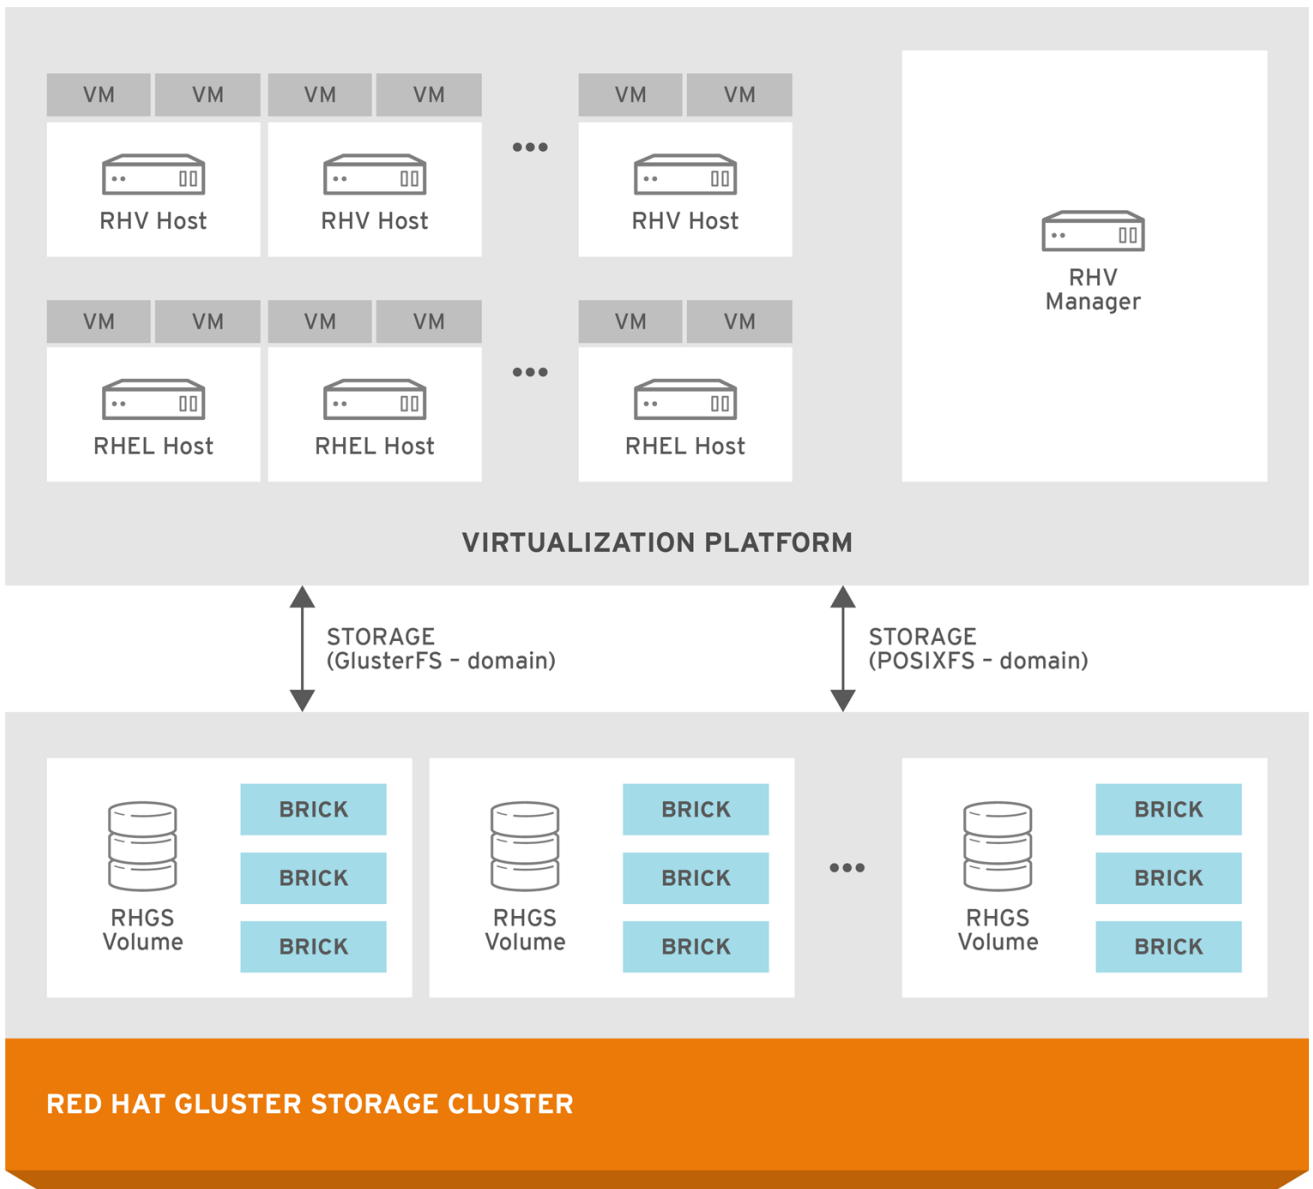 VM VM VM VM VM VM
RHV Host RHV Host ••• RHV Host
RHV
Manager
VM VM VM VM VM VM
RHEL Host RHEL Host ••• RHEL Host
VIRTUALIZATION PLATFORM
STORAGE
(GlusterFS – domain)
STORAGE
(POSIXFS – domain)
RHGS
Volume
BRICK
BRICK
BRICK
RHGS
Volume
BRICK
BRICK
BRICK
•••
RHGS
Volume
BRICK
BRICK
BRICK
RED HAT GLUSTER STORAGE CLUSTER